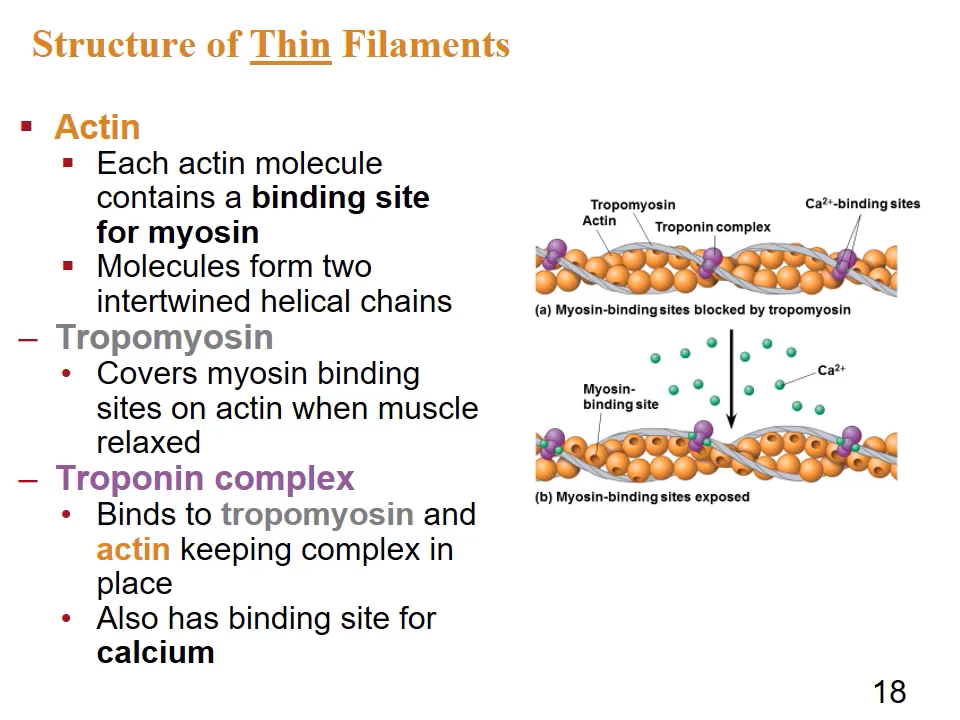 Structure of Thin Filaments
▪ Actin
▪ Each actin molecule
contains a binding site
for myosin
▪ Molecules form two
intertwined helical chains
– Tropomyosin
• Covers myosin binding
sites on actin when muscle
relaxed
– Troponin complex
• Binds to tropomyosin and
actin keeping complex in
place
• Also has binding site for
calcium
Tropomyosin
Actin
Troponin complex
Ca²⁺-binding sites
(a) Myosin-binding sites blocked by tropomyosin
Ca²⁺
Myosin-
binding site
(b) Myosin-binding sites exposed
18